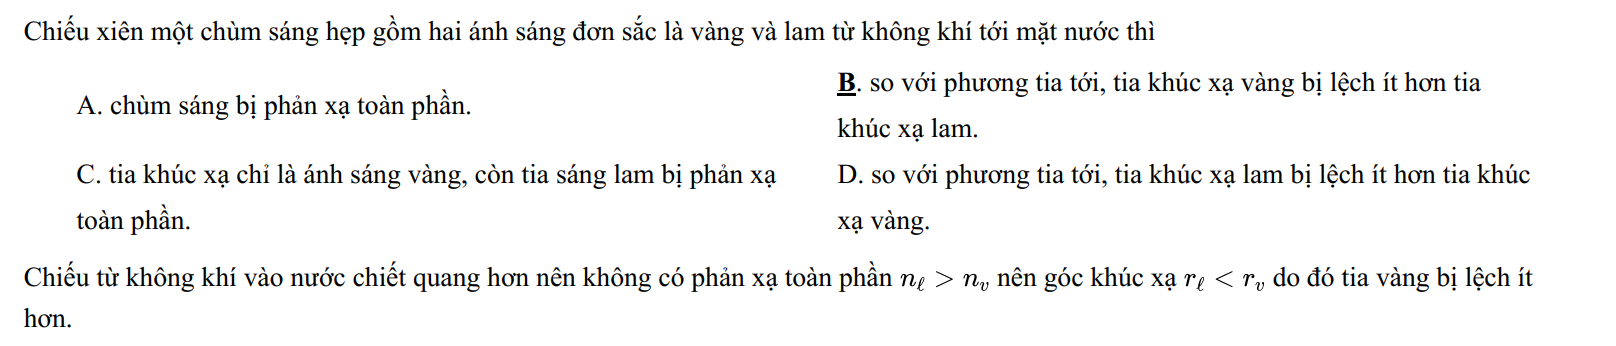 Chiếu xiên một chùm sáng hẹp gồm hai ánh sáng đơn sắc là vàng và lam từ không khí tới mặt nước thì
A. chùm sáng bị phản xạ toàn phần.
B. so với phương tia tới, tia khúc xạ vàng bị lệch ít hơn tia
khúc xạ lam.
C. tia khúc xạ chỉ là ánh sáng vàng, còn tia sáng lam bị phản xạ
toàn phần.
D. so với phương tia tới, tia khúc xạ lam bị lệch ít hơn tia khúc
xạ vàng.
Chiếu từ không khí vào nước chiết quang hơn nên không có phản xạ toàn phần $n_\ell > n_v$ nên góc khúc xạ $r_\ell < r_v$ do đó tia vàng bị lệch ít
hơn.